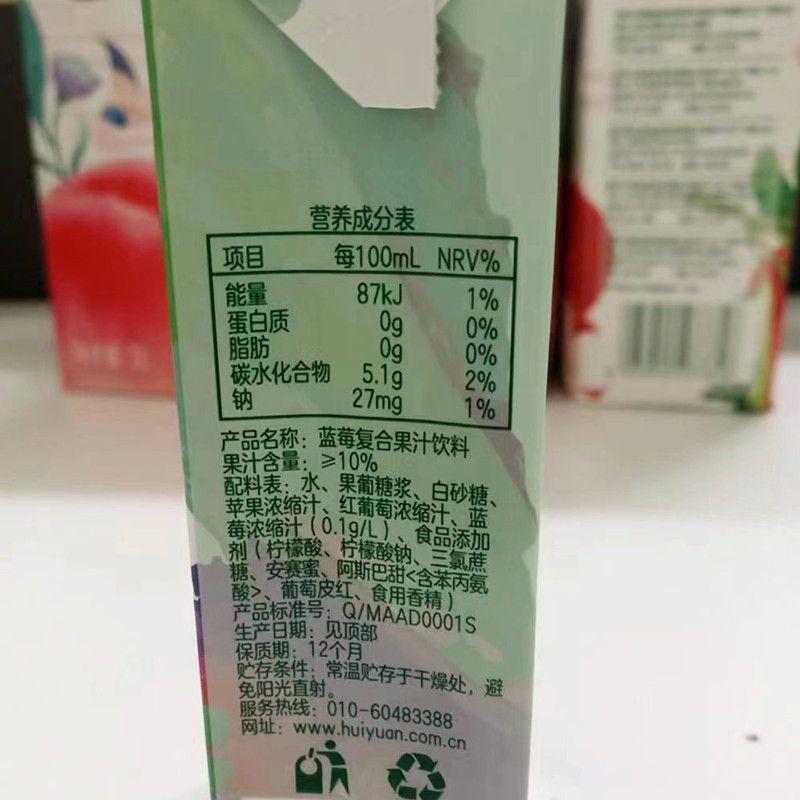 营养成分表
项目 每100mL NRV%
能量 87kJ 1%
蛋白质 0g 0%
脂肪 0g 0%
碳水化合物 5.1g 2%
钠 27mg 1%
产品名称：蓝莓复合果汁饮料
果汁含量：≥10%
配料表：水、果葡糖浆、白砂糖、
苹果浓缩汁、红葡萄浓缩汁、蓝
莓浓缩汁(0.1g/L)、食品添加
剂(柠檬酸、柠檬酸钠、三氯蔗
糖、安赛蜜、阿斯巴甜<含苯丙氨
酸>、葡萄皮红、食用香精)
产品标准号：Q/MAAD0001S
生产日期：见顶部
保质期：12个月
贮存条件：常温贮存于干燥处，避
免阳光直射。
服务热线：010-60483388
网址：www.huiyuan.com.cn